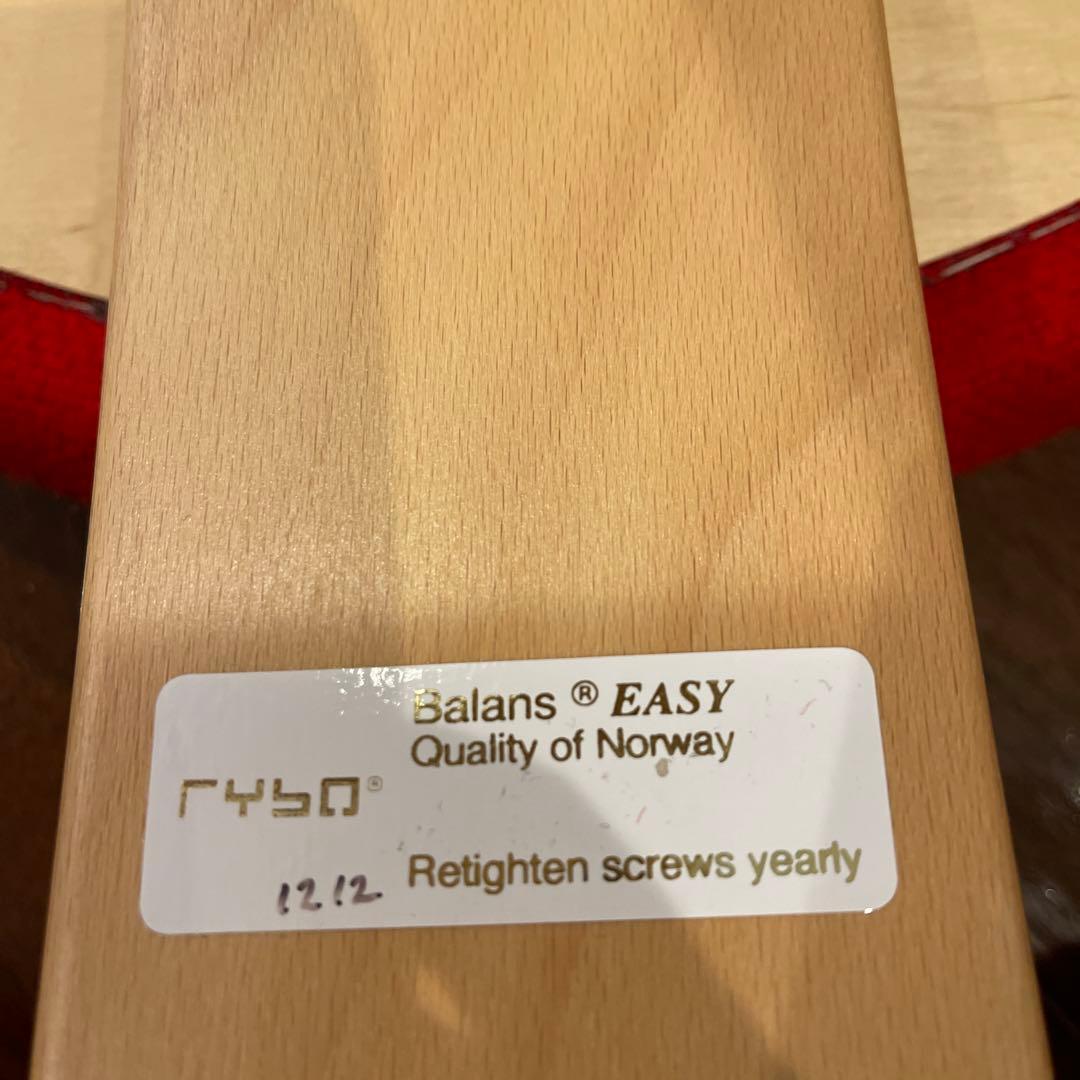 Balans ® EASY
Quality of Norway
rybo®
Retighten screws yearly
1212